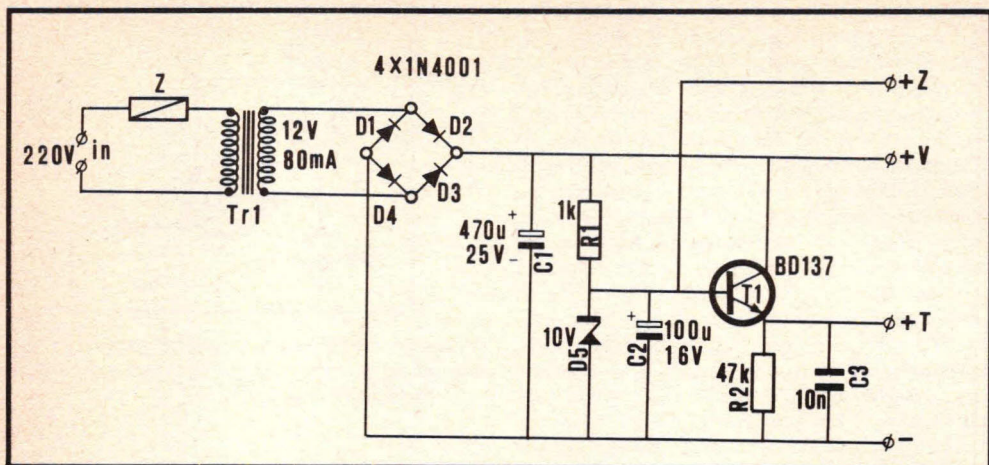 4X1N4001
Z
+Z
220V
in
Tr1
12V
80mA
D1
D2
D3
D4
+V
+
470u
25V
-
C1
1k
R1
10V
D5
+
100u
16V
C2
BD137
T1
+T
47k
R2
10n
C3
-